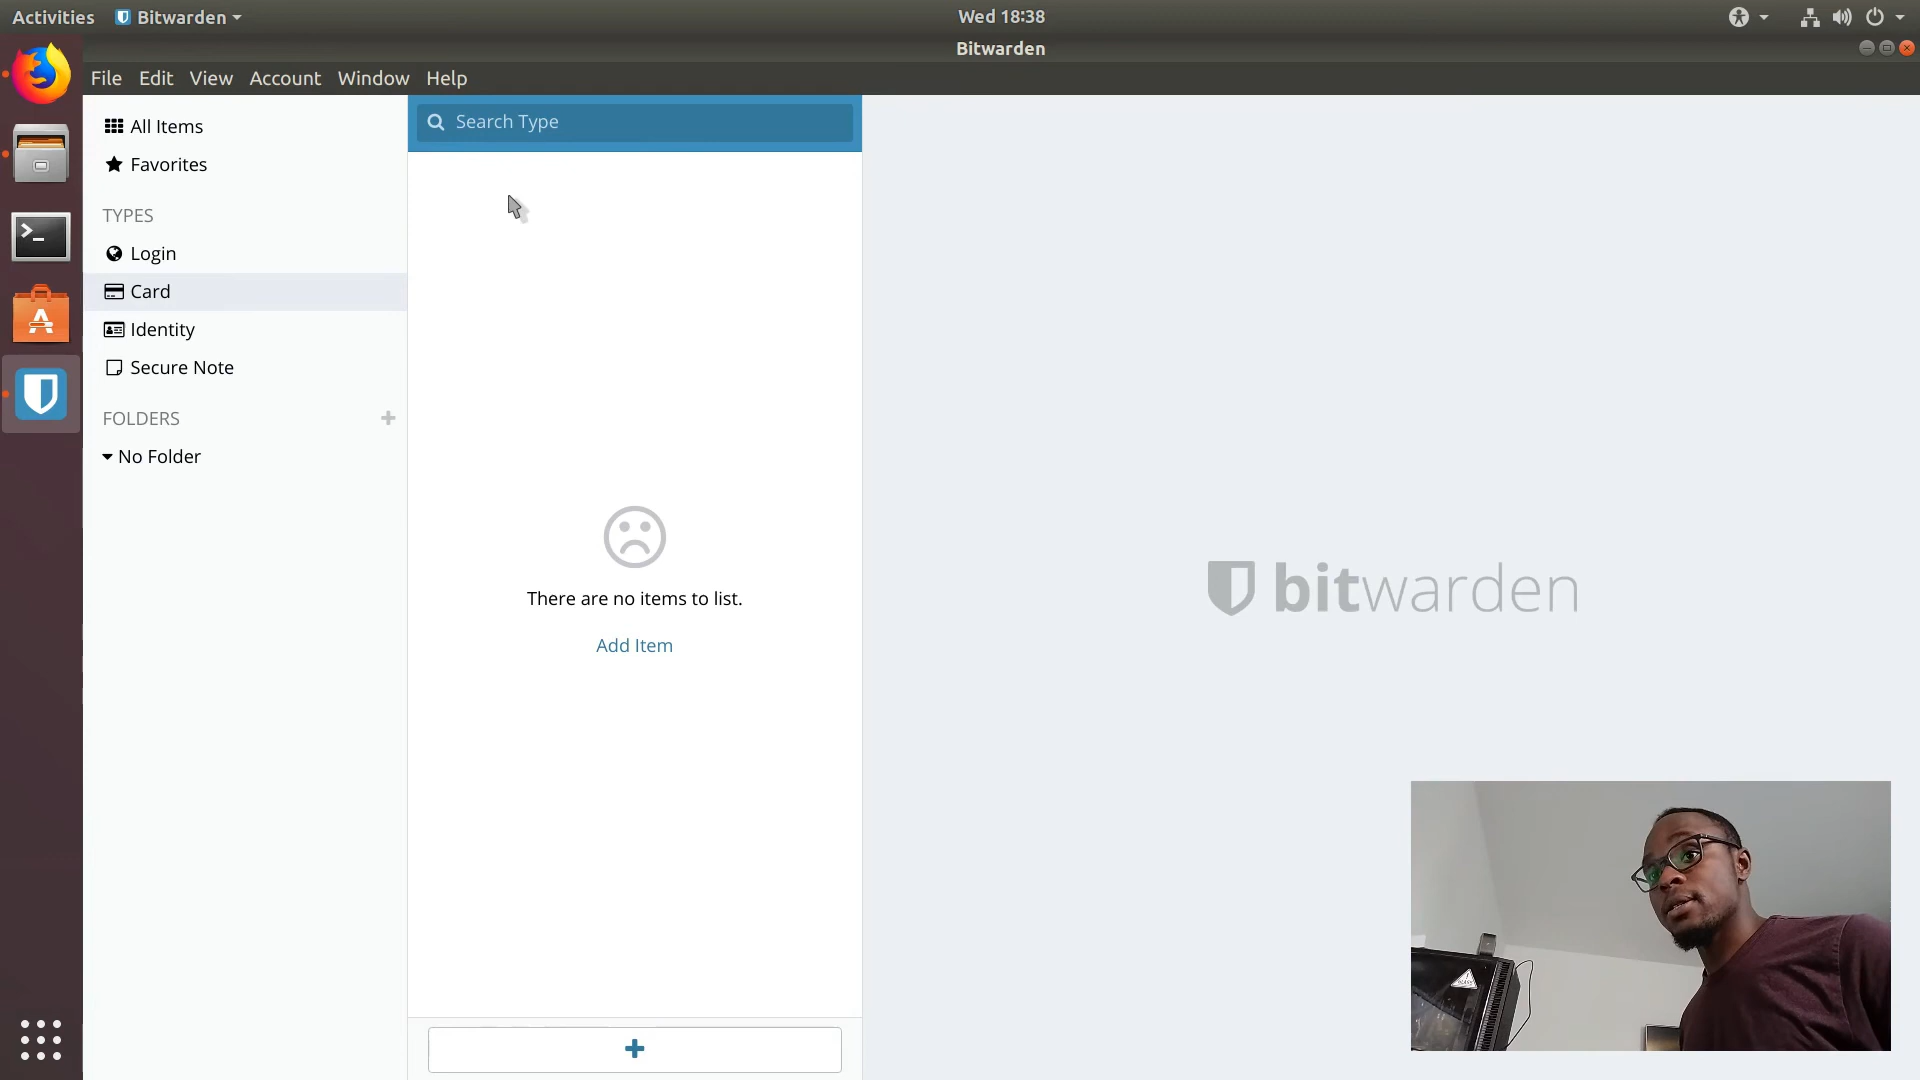 Activities
Bitwarden
Wed 18:38
Bitwarden
File Edit View Account Window Help
All Items
Favorites
TYPES
Login
Card
Identity
Secure Note
FOLDERS
No Folder
Search Type
There are no items to list.
Add Item
bitwarden